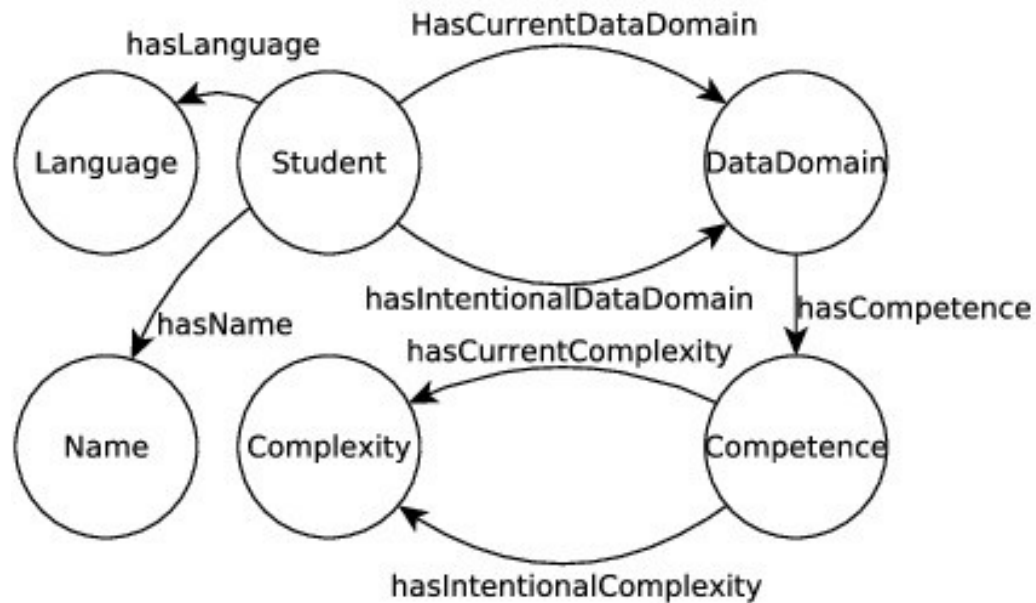 HasCurrentDataDomain
hasLanguage
Language
Student
DataDomain
hasIntentionalDataDomain
hasCompetence
hasName
hasCurrentComplexity
Name
Complexity
Competence
hasIntentionalComplexity